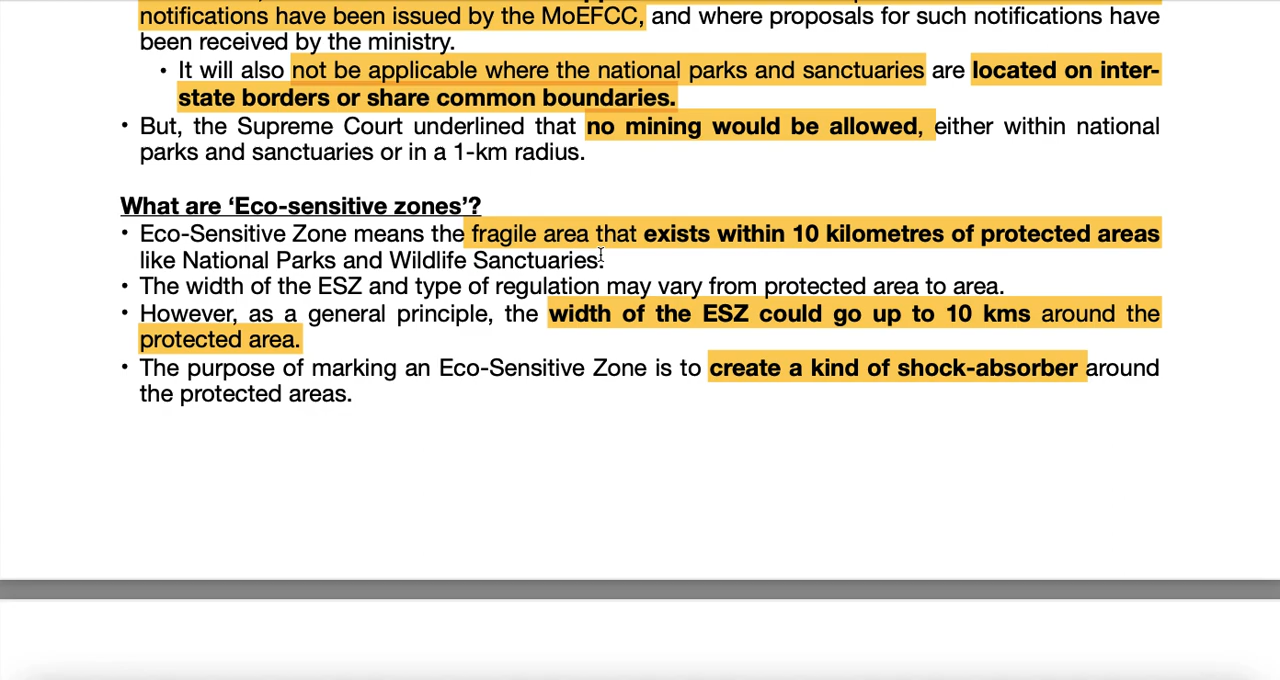 notifications have been issued by the MoEFCC, and where proposals for such notifications have
been received by the ministry.
• It will also not be applicable where the national parks and sanctuaries are located on inter-
state borders or share common boundaries.
• But, the Supreme Court underlined that no mining would be allowed, either within national
parks and sanctuaries or in a 1-km radius.
What are ‘Eco-sensitive zones’?
• Eco-Sensitive Zone means the fragile area that exists within 10 kilometres of protected areas
like National Parks and Wildlife Sanctuaries.
• The width of the ESZ and type of regulation may vary from protected area to area.
• However, as a general principle, the width of the ESZ could go up to 10 kms around the
protected area.
• The purpose of marking an Eco-Sensitive Zone is to create a kind of shock-absorber around
the protected areas.